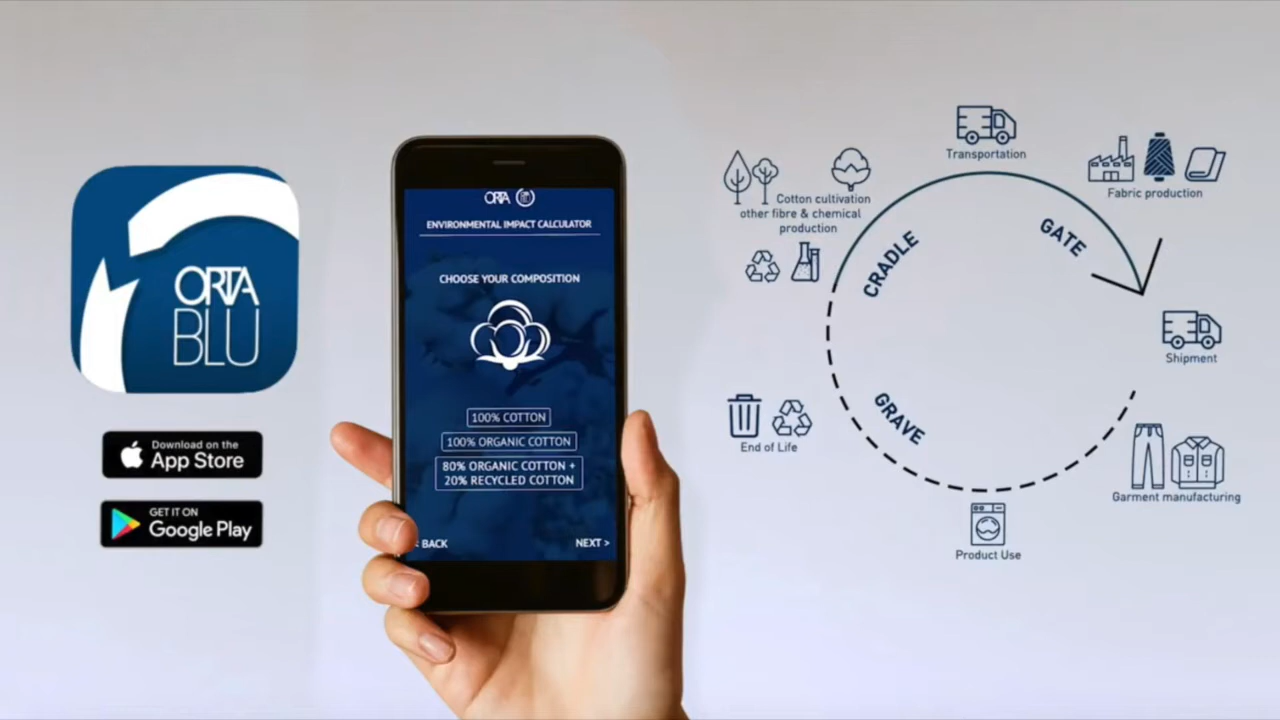 ORTA
BLU
Download on the
App Store
GET IT ON
Google Play
ORTA
ENVIRONMENTAL IMPACT CALCULATOR
CHOOSE YOUR COMPOSITION
100% COTTON
100% ORGANIC COTTON
80% ORGANIC COTTON +
20% RECYCLED COTTON
< BACK
NEXT >
Transportation
Cotton cultivation
other fibre & chemical
production
Fabric production
CRADLE
GATE
Shipment
GRAVE
End of Life
Garment manufacturing
Product Use